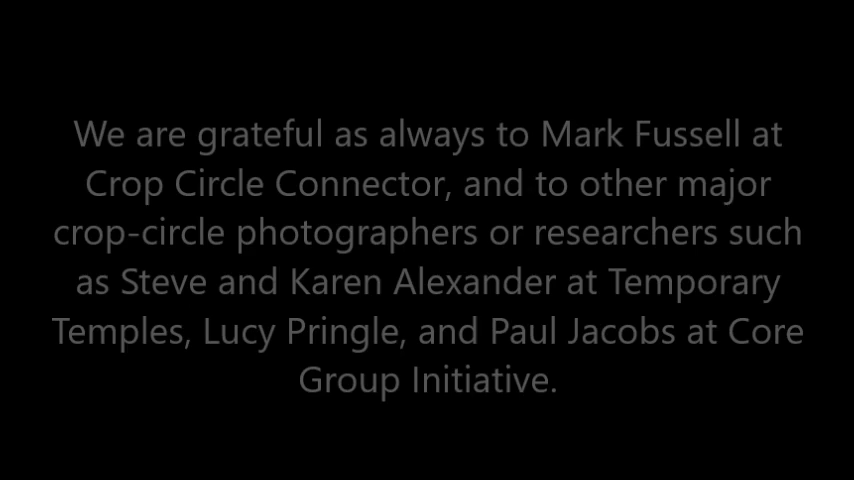 We are grateful as always to Mark Fussell at
Crop Circle Connector, and to other major
crop-circle photographers or researchers such
as Steve and Karen Alexander at Temporary
Temples, Lucy Pringle, and Paul Jacobs at Core
Group Initiative.